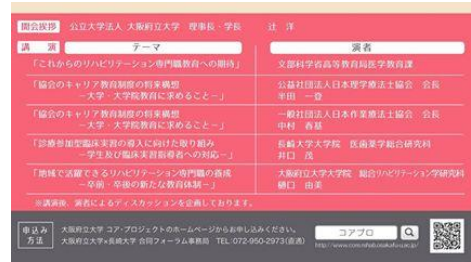 開会挨拶 公立大学法人 大阪府立大学 理事長・学長 辻 洋
講演 テーマ 演者
「これからのリハビリテーション専門職教育への期待」 文部科学省高等教育局医学教育課
「協会のキャリア教育制度の将来構想 公益社団法人日本理学療法士協会 会長
－大学・大学院教育に求めること－」 半田 一登
「協会のキャリア教育制度の将来構想 一般社団法人日本作業療法士協会 会長
－大学・大学院教育に求めること－」 中村 春基
「診療参加型臨床実習の導入に向けた取り組み 長崎大学大学院 医歯薬学総合研究科
－学生及び臨床実習指導者への対応－」 井口 茂
「地域で活躍できるリハビリテーション専門職の養成 大阪府立大学大学院 総合リハビリテーション学研究科
－卒前・卒後の新たな教育体制－」 樋口 由美
※講演後、演者によるディスカッションを企画しております。
申込み 大阪府立大学 コア・プロジェクトのホームページからお申し込みください。 コアプロ
方法 大阪府立大学・長崎大学 合同フォーラム事務局 TEL:072-950-2973(直通)